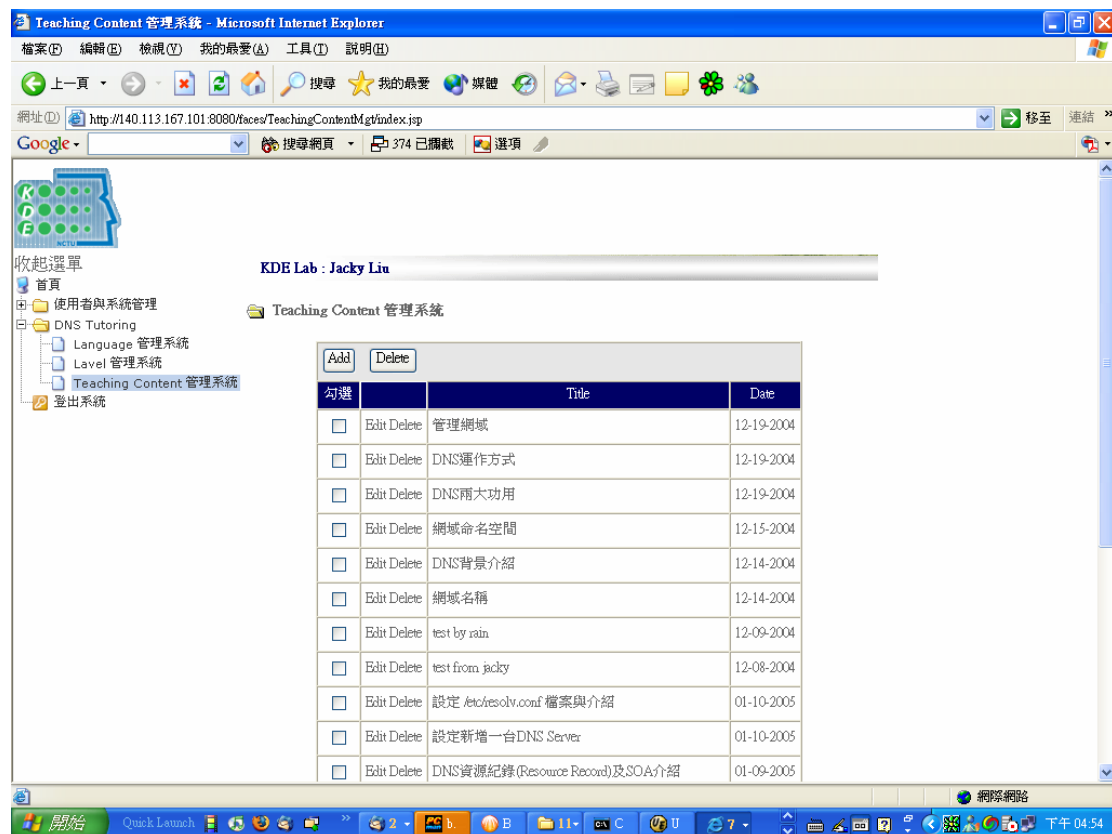 Teaching Content 管理系統 - Microsoft Internet Explorer
檔案(F) 編輯(E) 檢視(V) 我的最愛(A) 工具(T) 說明(H)
上一頁 搜尋 我的最愛 媒體
網址(D) http://140.113.167.101:8080/faces/TeachingContentMgt/index.jsp 移至 連結 »
Google 搜尋網頁 374 已攔截 選項
KDE
NCTU
收起選單
首頁
使用者與系統管理
DNS Tutoring
Language 管理系統
Lavel 管理系統
Teaching Content 管理系統
登出系統
KDE Lab : Jacky Liu
Teaching Content 管理系統
Add Delete
勾選 Title Date
Edit Delete 管理網域 12-19-2004
Edit Delete DNS運作方式 12-19-2004
Edit Delete DNS兩大功用 12-19-2004
Edit Delete 網域命名空間 12-15-2004
Edit Delete DNS背景介紹 12-14-2004
Edit Delete 網域名稱 12-14-2004
Edit Delete test by rain 12-09-2004
Edit Delete test from jacky 12-08-2004
Edit Delete 設定 /etc/resolv.conf 檔案與介紹 01-10-2005
Edit Delete 設定新增一台DNS Server 01-10-2005
Edit Delete DNS資源紀錄(Resource Record)及SOA介紹 01-09-2005
網際網路
開始 Quick Launch » 2 b. B 11 C U 7 下午 04:54